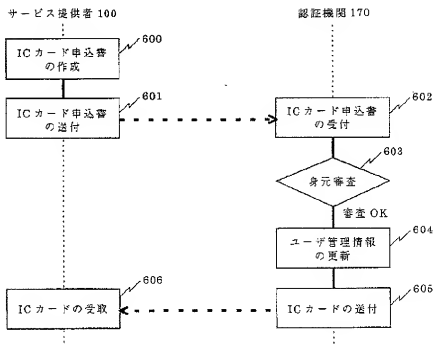 サービス提供者 100
認証機関 170
ICカード申込書
の作成
600
ICカード申込書
の送付
601
ICカード申込書
の受付
602
身元審査
603
審査OK
ユーザ管理情報
の更新
604
ICカードの送付
605
ICカードの受取
606